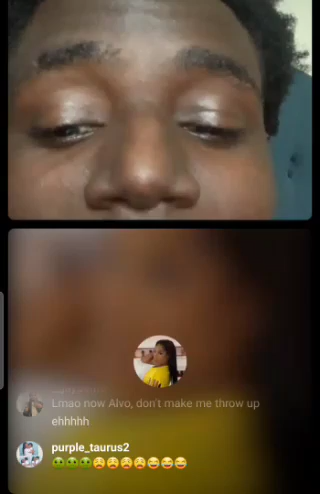 Lmao now Alvo, don't make me throw up
ehhhhh
purple_taurus2
🤢🤢🤢😩😩😩😩😂😂😂